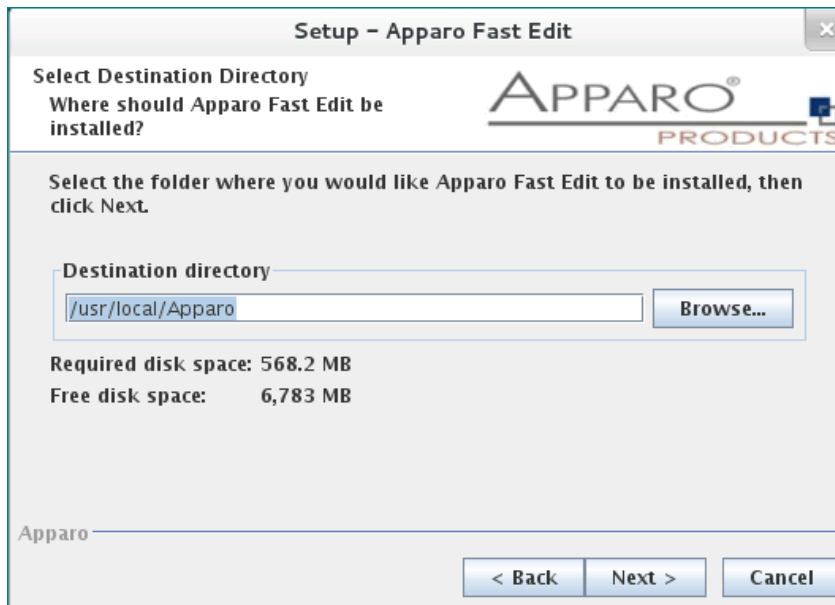 Setup - Apparo Fast Edit
Select Destination Directory
Where should Apparo Fast Edit be
installed?
APPARO®
PRODUCTS
Select the folder where you would like Apparo Fast Edit to be installed, then
click Next.
Destination directory
/usr/local/Apparo
Browse...
Required disk space: 568.2 MB
Free disk space: 6,783 MB
Apparo
< Back Next > Cancel